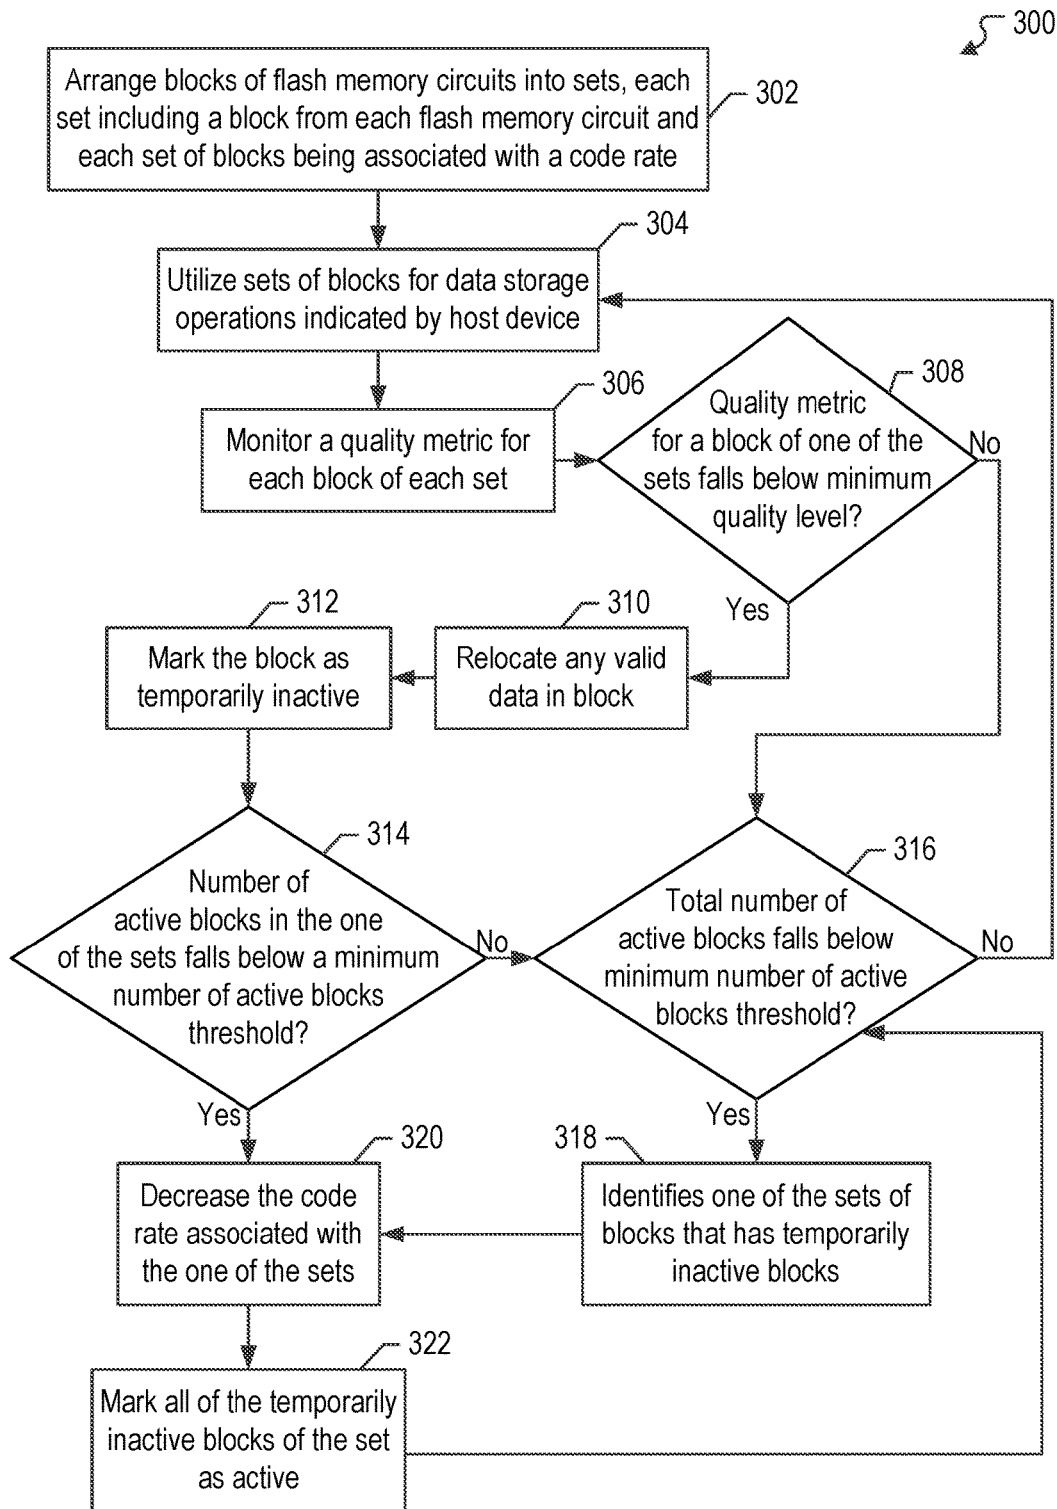 300
Arrange blocks of flash memory circuits into sets, each
set including a block from each flash memory circuit and
each set of blocks being associated with a code rate
302
304
Utilize sets of blocks for data storage
operations indicated by host device
306
Monitor a quality metric for
each block of each set
308
Quality metric
for a block of one of the
sets falls below minimum
quality level?
No
Yes
310
Relocate any valid
data in block
312
Mark the block as
temporarily inactive
314
Number of
active blocks in the one
of the sets falls below a minimum
number of active blocks
threshold?
No
Yes
316
Total number of
active blocks falls below
minimum number of active
blocks threshold?
No
Yes
318
Identifies one of the sets of
blocks that has temporarily
inactive blocks
320
Decrease the code
rate associated with
the one of the sets
322
Mark all of the temporarily
inactive blocks of the set
as active